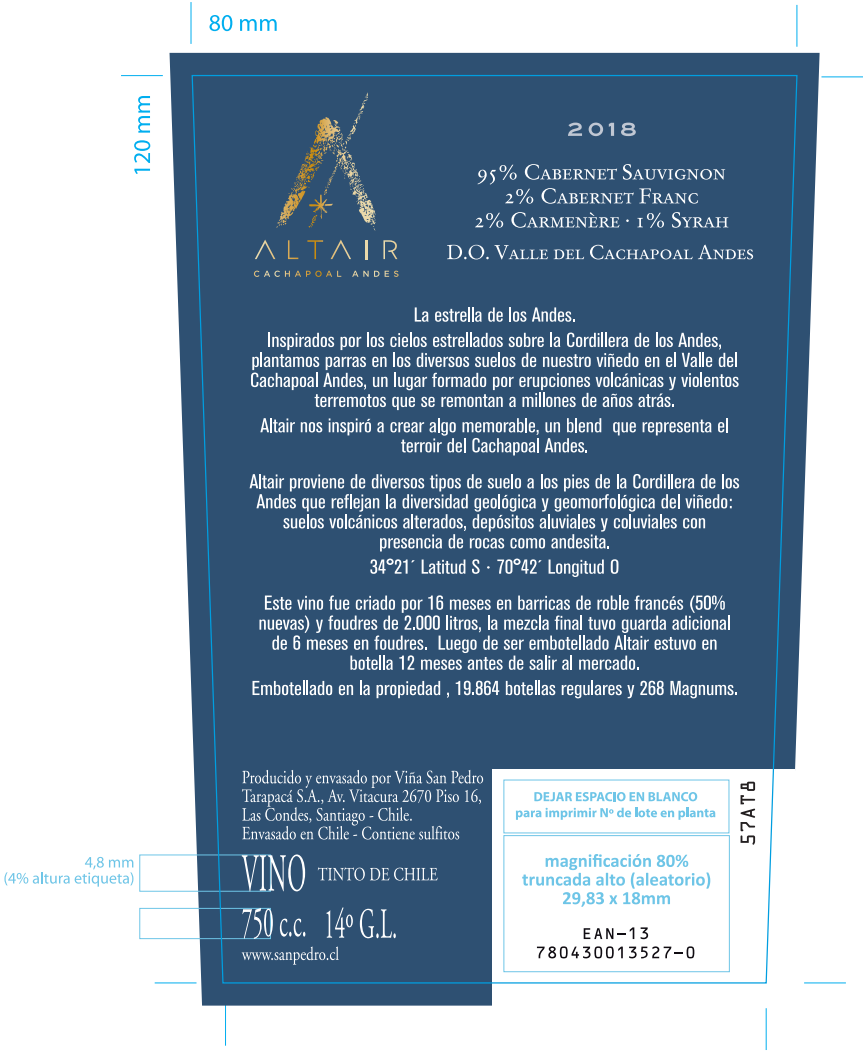 80 mm
120 mm
ALTAIR
CACHAPOAL ANDES
2018
95% Cabernet Sauvignon
2% Cabernet Franc
2% Carmenère · 1% Syrah
D.O. Valle del Cachapoal Andes
La estrella de los Andes.
Inspirados por los cielos estrellados sobre la Cordillera de los Andes,
plantamos parras en los diversos suelos de nuestro viñedo en el Valle del
Cachapoal Andes, un lugar formado por erupciones volcánicas y violentos
terremotos que se remontan a millones de años atrás.
Altair nos inspiró a crear algo memorable, un blend que representa el
terroir del Cachapoal Andes.
Altair proviene de diversos tipos de suelo a los pies de la Cordillera de los
Andes que reflejan la diversidad geológica y geomorfológica del viñedo:
suelos volcánicos alterados, depósitos aluviales y coluviales con
presencia de rocas como andesita.
34°21´ Latitud S · 70°42´ Longitud O
Este vino fue criado por 16 meses en barricas de roble francés (50%
nuevas) y foudres de 2.000 litros, la mezcla final tuvo guarda adicional
de 6 meses en foudres. Luego de ser embotellado Altair estuvo en
botella 12 meses antes de salir al mercado.
Embotellado en la propiedad , 19.864 botellas regulares y 268 Magnums.
Producido y envasado por Viña San Pedro
Tarapacá S.A., Av. Vitacura 2670 Piso 16,
Las Condes, Santiago - Chile.
Envasado en Chile - Contiene sulfitos
4,8 mm
(4% altura etiqueta)
VINO TINTO DE CHILE
750 c.c. 14º G.L.
www.sanpedro.cl
DEJAR ESPACIO EN BLANCO
para imprimir Nº de lote en planta
57AT8
magnificación 80%
truncada alto (aleatorio)
29,83 x 18mm
EAN-13
780430013527-0